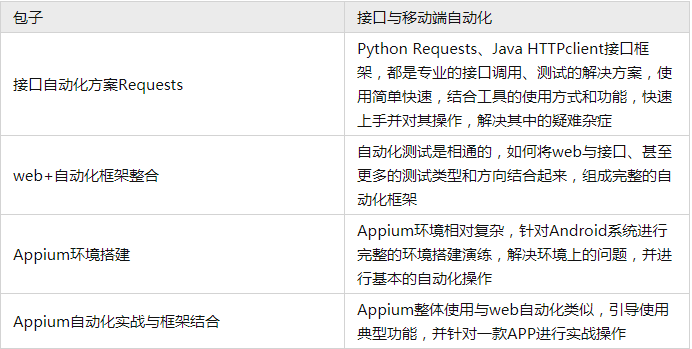 包子
接口与移动端自动化
接口自动化方案Requests
Python Requests、Java HTTPclient接口框
架，都是专业的接口调用、测试的解决方案，使
用简单快速，结合工具的使用方式和功能，快速
上手并对其操作，解决其中的疑难杂症
web+自动化框架整合
自动化测试是相通的，如何将web与接口、甚至
更多的测试类型和方向结合起来，组成完整的自
动化框架
Appium环境搭建
Appium环境相对复杂，针对Android系统进行
完整的环境搭建演练，解决环境上的问题，并进
行基本的自动化操作
Appium自动化实战与框架结合
Appium整体使用与web自动化类似，引导使用
典型功能，并针对一款APP进行实战操作